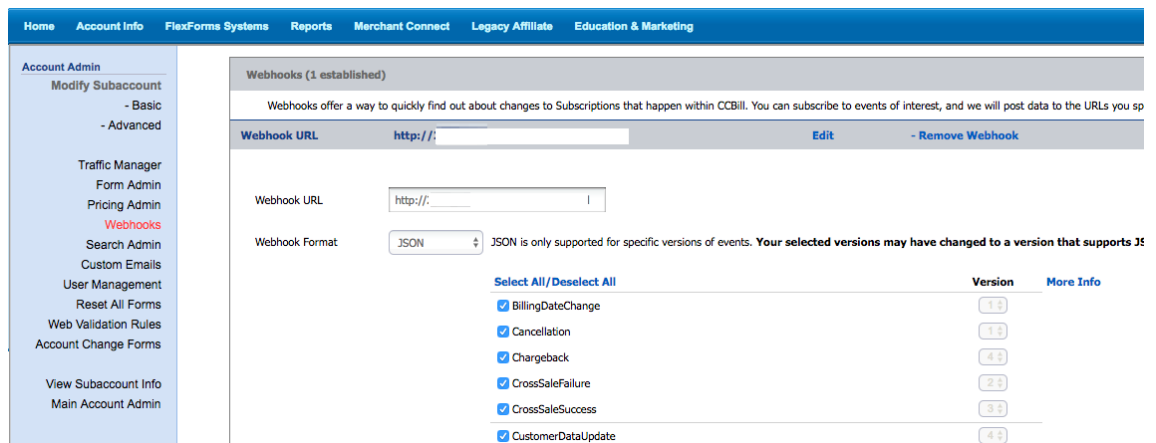 Home Account Info FlexForms Systems Reports Merchant Connect Legacy Affiliate Education & Marketing
Account Admin
Modify Subaccount
- Basic
- Advanced
Traffic Manager
Form Admin
Pricing Admin
Webhooks
Search Admin
Custom Emails
User Management
Reset All Forms
Web Validation Rules
Account Change Forms
View Subaccount Info
Main Account Admin
Webhooks (1 established)
Webhooks offer a way to quickly find out about changes to Subscriptions that happen within CCBill. You can subscribe to events of interest, and we will post data to the URLs you sp
Webhook URL http:// Edit - Remove Webhook
Webhook URL http://
Webhook Format JSON JSON is only supported for specific versions of events. Your selected versions may have changed to a version that supports JS
Select All/Deselect All Version More Info
BillingDateChange 1
Cancellation 1
Chargeback 4
CrossSaleFailure 2
CrossSaleSuccess 3
CustomerDataUpdate 4